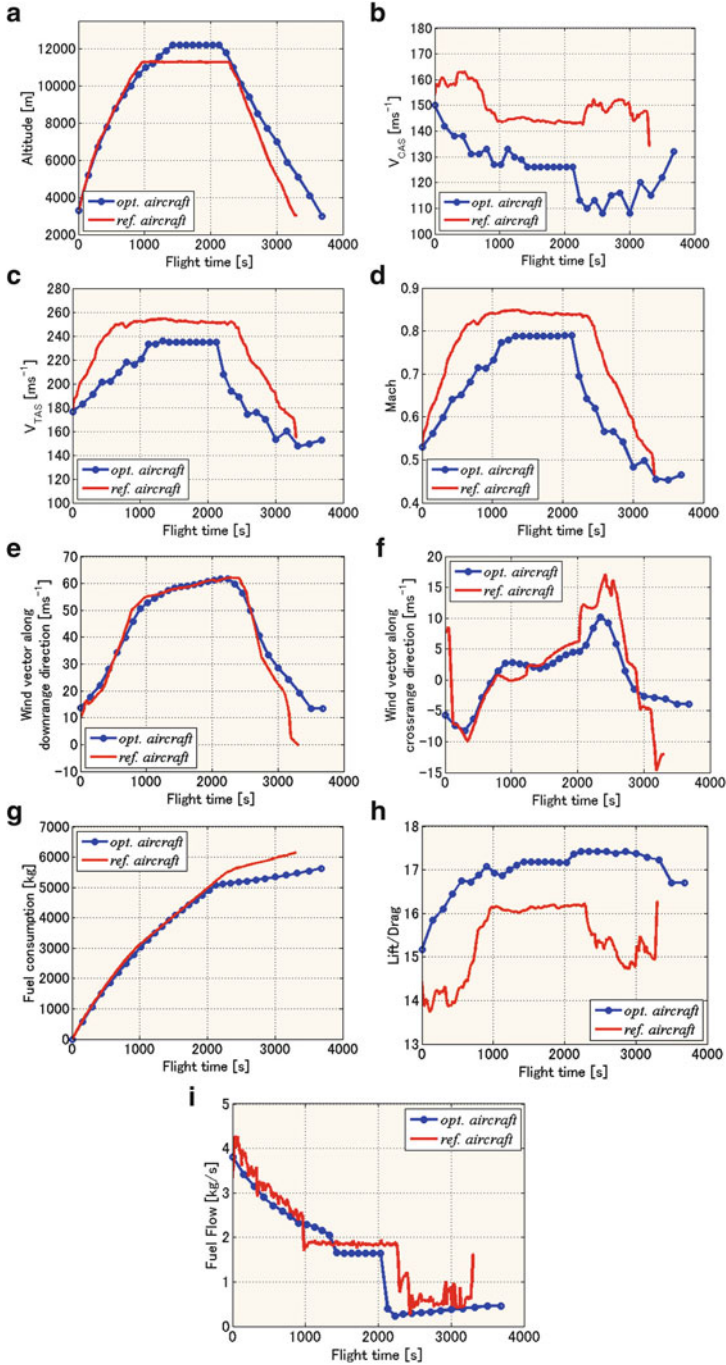 a
12000
10000
8000
6000
4000
2000
Altitude [m]
opt. aircraft
ref. aircraft
0 1000 2000 3000 4000
Flight time [s]
b
180
170
160
150
140
130
120
110
100
VCAS [ms-1]
opt. aircraft
ref. aircraft
0 1000 2000 3000 4000
Flight time [s]
c
280
260
240
220
200
180
160
140
120
100
VTAS [ms-1]
opt. aircraft
ref. aircraft
0 1000 2000 3000 4000
Flight time [s]
d
0.9
0.8
0.7
0.6
0.5
0.4
Mach
opt. aircraft
ref. aircraft
0 1000 2000 3000 4000
Flight time [s]
e
70
60
50
40
30
20
10
0
-10
Wind vector along
downrange direction [ms-1]
opt. aircraft
ref. aircraft
0 1000 2000 3000 4000
Flight time [s]
f
20
15
10
5
0
-5
-10
-15
Wind vector along
crossrange direction [ms-1]
opt. aircraft
ref. aircraft
0 1000 2000 3000 4000
Flight time [s]
g
7000
6000
5000
4000
3000
2000
1000
0
Fuel consumption [kg]
opt. aircraft
ref. aircraft
0 1000 2000 3000 4000
Flight time [s]
h
18
17
16
15
14
13
Lift/Drag
opt. aircraft
ref. aircraft
0 1000 2000 3000 4000
Flight time [s]
i
5
4
3
2
1
0
Fuel Flow [kg/s]
opt. aircraft
ref. aircraft
0 1000 2000 3000 4000
Flight time [s]